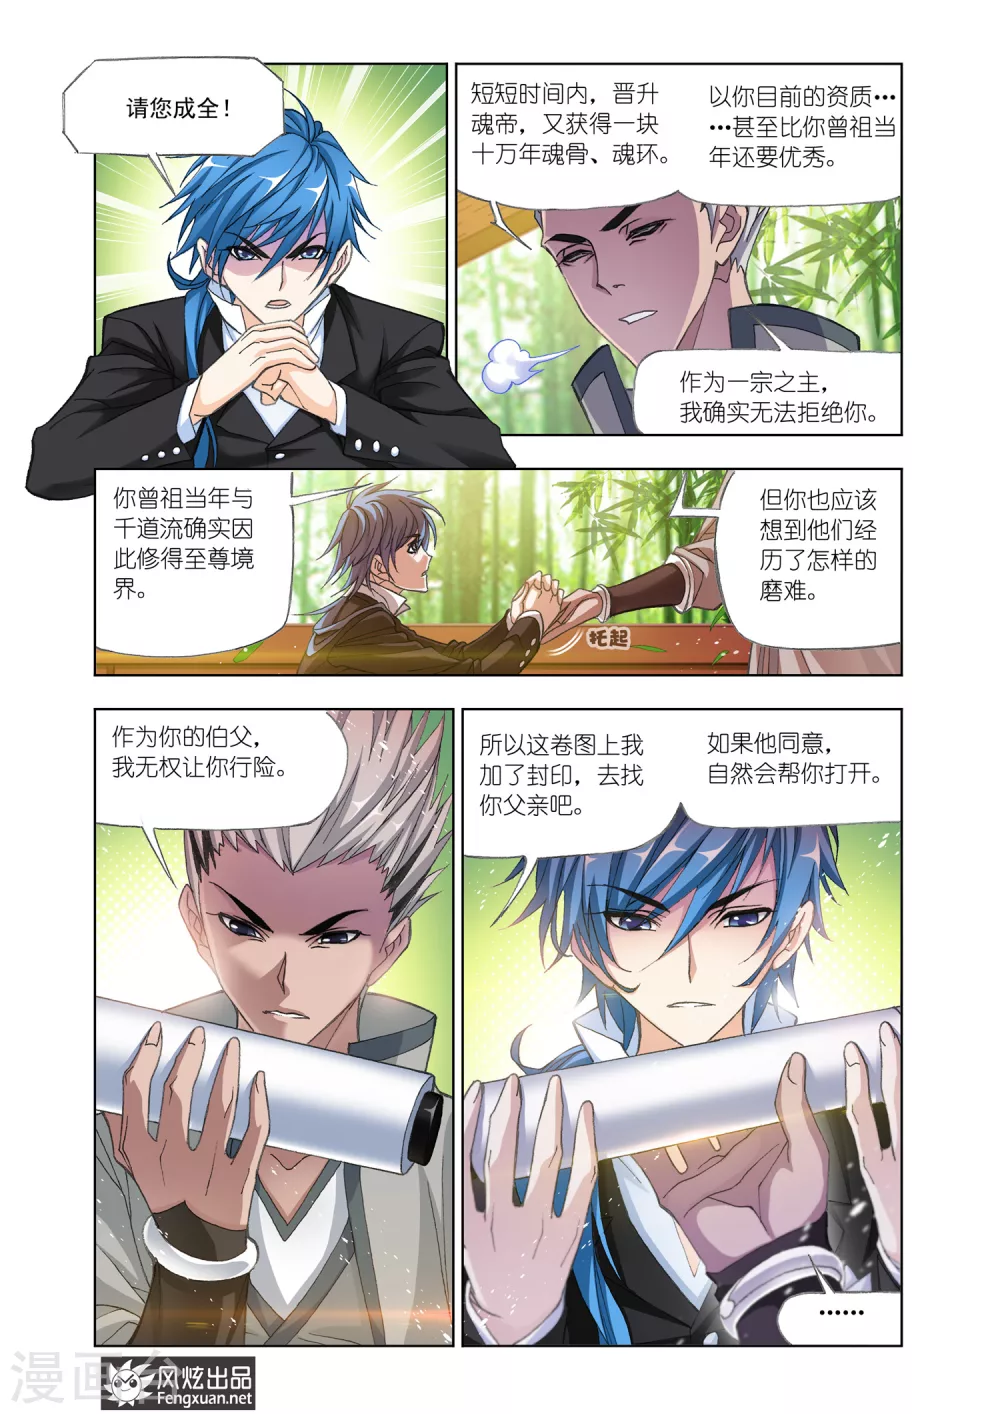 请您成全！
短短时间内，晋升
魂帝，又获得一块
十万年魂骨、魂环。
以你目前的资质……
……甚至比你曾祖当
年还要优秀。
作为一宗之主，
我确实无法拒绝你。
你曾祖当年与
千道流确实因
此修得至尊境
界。
但你也应该
想到他们经
历了怎样的
磨难。
托起
作为你的伯父，
我无权让你行险。
所以这卷图上我
加了封印，去找
你父亲吧。
如果他同意，
自然会帮你打开。
……
漫画台
风炫出品
Fengxuan.net